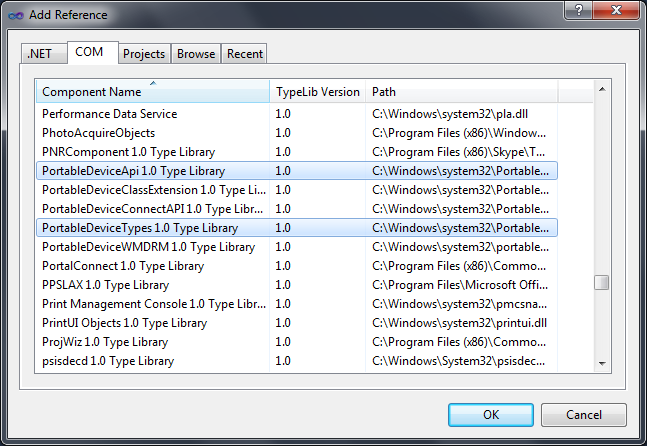 Add Reference
.NET COM Projects Browse Recent
Component Name TypeLib Version Path
Performance Data Service 1.0 C:\Windows\system32\pla.dll
PhotoAcquireObjects 1.0 C:\Program Files (x86)\Window...
PNRComponent 1.0 Type Library 1.0 C:\Program Files (x86)\Skype\T...
PortableDeviceApi 1.0 Type Library 1.0 C:\Windows\system32\Portable...
PortableDeviceClassExtension 1.0 Type Li... 1.0 C:\Windows\system32\Portable...
PortableDeviceConnectAPI 1.0 Type Libr... 1.0 C:\Windows\system32\Portable...
PortableDeviceTypes 1.0 Type Library 1.0 C:\Windows\system32\portable...
PortableDeviceWMDRM 1.0 Type Library 1.0 C:\Windows\system32\portable...
PortalConnect 1.0 Type Library 1.0 C:\Program Files (x86)\Commo...
PPSLAX 1.0 Type Library 1.0 C:\Program Files\Microsoft Offi...
Print Management Console 1.0 Type Libr... 1.0 C:\Windows\system32\pmcsna...
PrintUI Objects 1.0 Type Library 1.0 C:\Windows\system32\printui.dll
ProjWiz 1.0 Type Library 1.0 C:\Program Files (x86)\Commo...
psisdecd 1.0 Type Library 1.0 C:\Windows\System32\psisdec...
OK Cancel